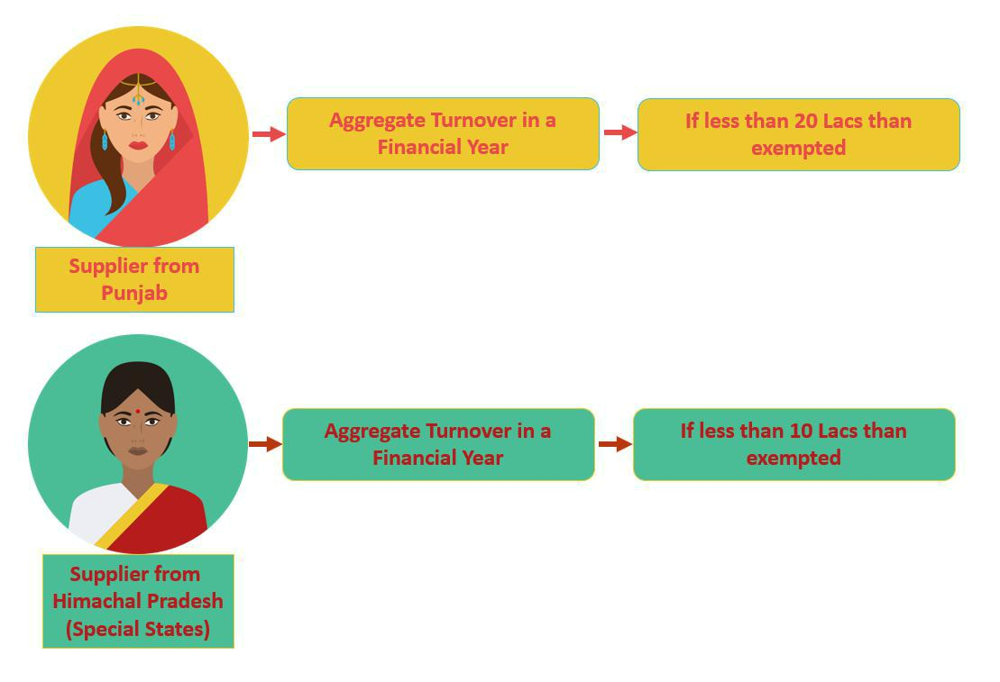 Aggregate Turnover in a
Financial Year
If less than 20 Lacs than
exempted
Supplier from
Punjab
Aggregate Turnover in a
Financial Year
If less than 10 Lacs than
exempted
Supplier from
Himachal Pradesh
(Special States)